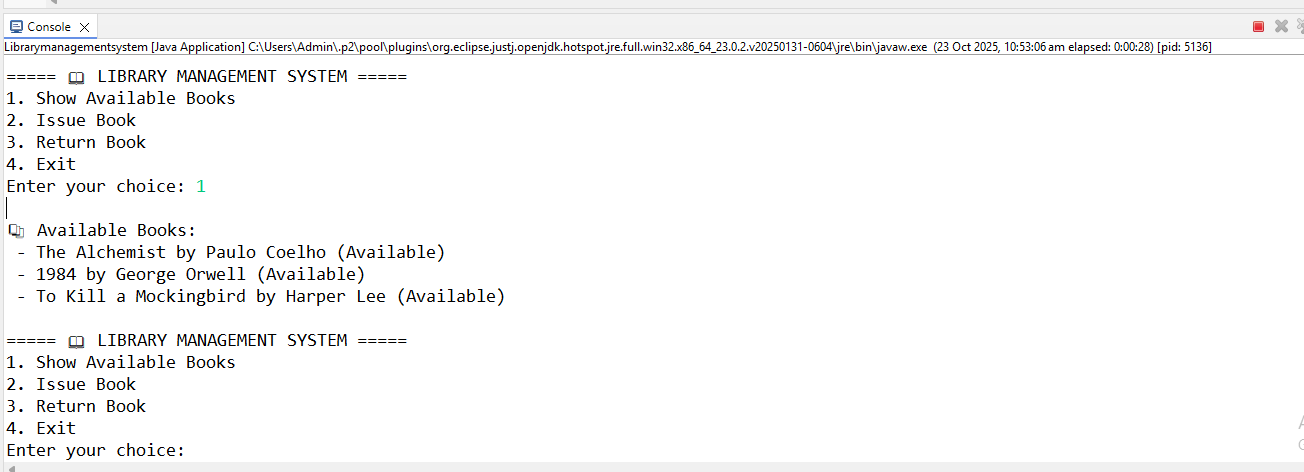 Console
Librarymanagementsystem [Java Application] C:\Users\Admin\.p2\pool\plugins\org.eclipse.justj.openjdk.hotspot.jre.full.win32.x86_64_23.0.2.v20250131-0604\jre\bin\javaw.exe (23 Oct 2025, 10:53:06 am elapsed: 0:00:28) [pid: 5136]
===== 📖 LIBRARY MANAGEMENT SYSTEM =====
1. Show Available Books
2. Issue Book
3. Return Book
4. Exit
Enter your choice: 1
📚 Available Books:
- The Alchemist by Paulo Coelho (Available)
- 1984 by George Orwell (Available)
- To Kill a Mockingbird by Harper Lee (Available)
===== 📖 LIBRARY MANAGEMENT SYSTEM =====
1. Show Available Books
2. Issue Book
3. Return Book
4. Exit
Enter your choice: